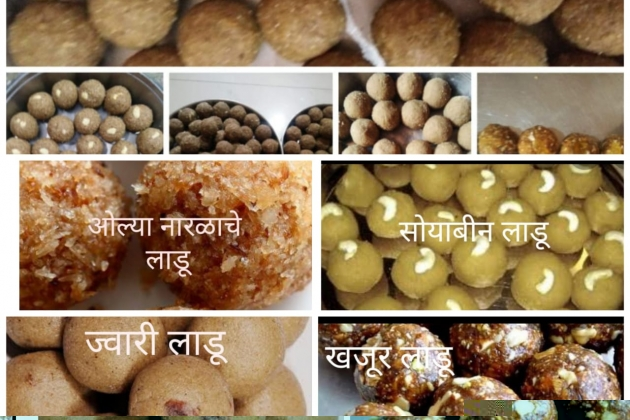 ओल्या नारळाचे
लाडू
सोयाबीन लाडू
ज्वारी लाडू
खजूर लाडू